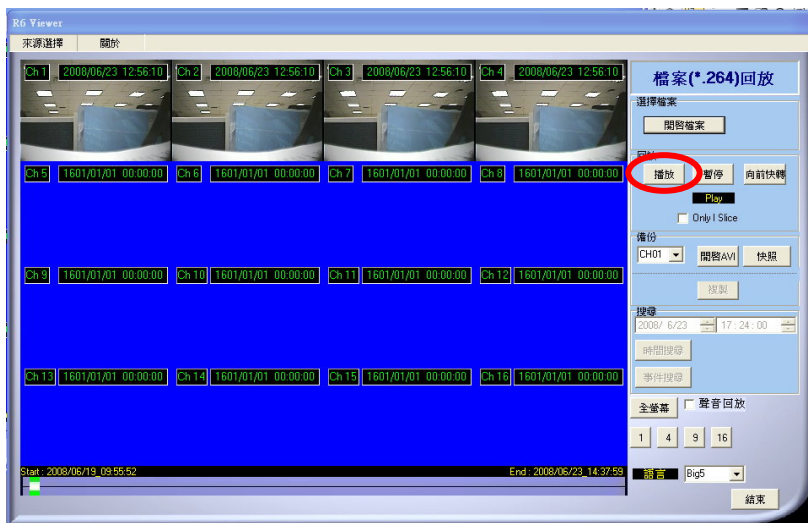 R6 Viewer
來源選擇 關於
Ch 1 2008/06/23 12:56:10 Ch 2 2008/06/23 12:56:10 Ch 3 2008/06/23 12:56:10 Ch 4 2008/06/23 12:56:10
Ch 5 1601/01/01 00:00:00 Ch 6 1601/01/01 00:00:00 Ch 7 1601/01/01 00:00:00 Ch 8 1601/01/01 00:00:00
Ch 9 1601/01/01 00:00:00 Ch 10 1601/01/01 00:00:00 Ch 11 1601/01/01 00:00:00 Ch 12 1601/01/01 00:00:00
Ch 13 1601/01/01 00:00:00 Ch 14 1601/01/01 00:00:00 Ch 15 1601/01/01 00:00:00 Ch 16 1601/01/01 00:00:00
Start : 2008/06/19_09:55:52 End : 2008/06/23_14:37:59
檔案(*.264)回放
選擇檔案
開啓檔案
播放 暫停 向前快轉
Play
Only I Slice
備份
CH01 開啓AVI 快照
複製
搜尋
2008/ 6/23 17 : 24 : 00
時間搜尋
事件搜尋
全螢幕 聲音回放
1 4 9 16
語言 Big5
結束